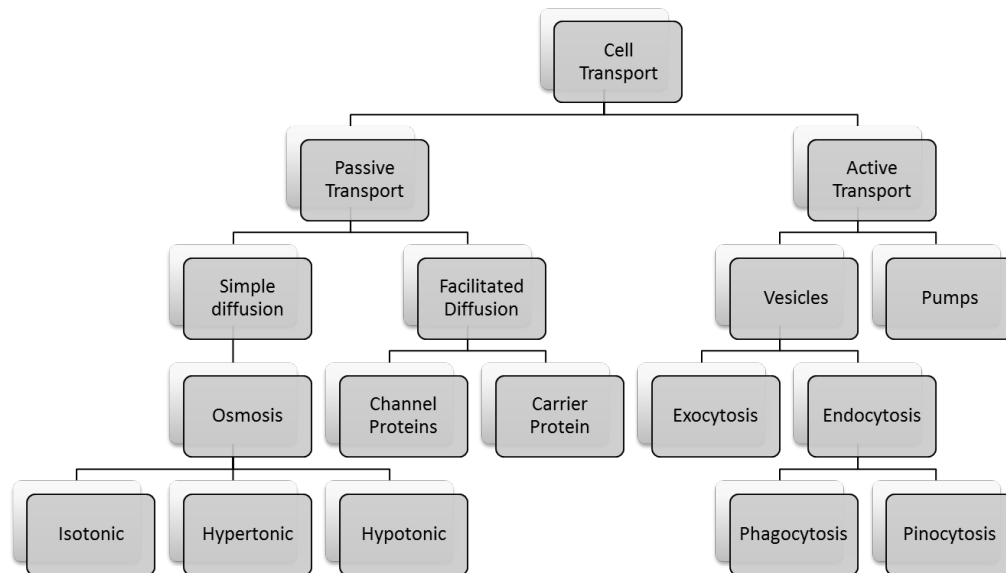 Cell
Transport
Passive
Transport
Active
Transport
Simple
diffusion
Facilitated
Diffusion
Vesicles
Pumps
Osmosis
Channel
Proteins
Carrier
Protein
Exocytosis
Endocytosis
Isotonic
Hypertonic
Hypotonic
Phagocytosis
Pinocytosis